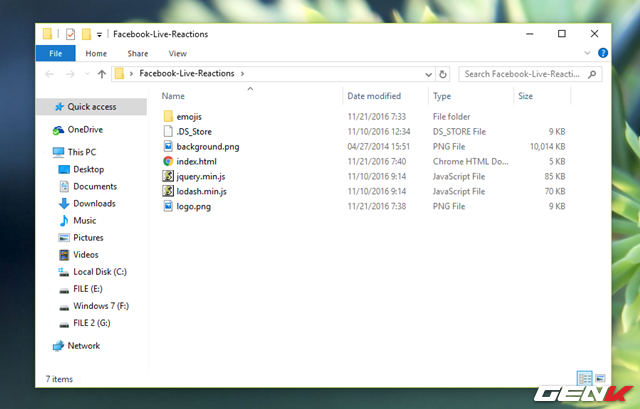 Facebook-Live-Reactions
File Home Share View
Facebook-Live-Reactions
Search Facebook-Live-Reacti...
Name Date modified Type Size
Quick access
OneDrive
This PC
Desktop
Documents
Downloads
Music
Pictures
Videos
Local Disk (C:)
FILE (E:)
Windows 7 (F:)
FILE 2 (G:)
Network
emojis 11/21/2016 7:33 File folder
.DS_Store 11/10/2016 12:34 DS_STORE File 9 KB
background.png 04/27/2014 15:51 PNG File 10,014 KB
index.html 11/21/2016 7:40 Chrome HTML Do... 5 KB
jquery.min.js 11/10/2016 9:14 JavaScript File 85 KB
lodash.min.js 11/10/2016 9:14 JavaScript File 70 KB
logo.png 11/21/2016 7:38 PNG File 9 KB
7 items
GENK